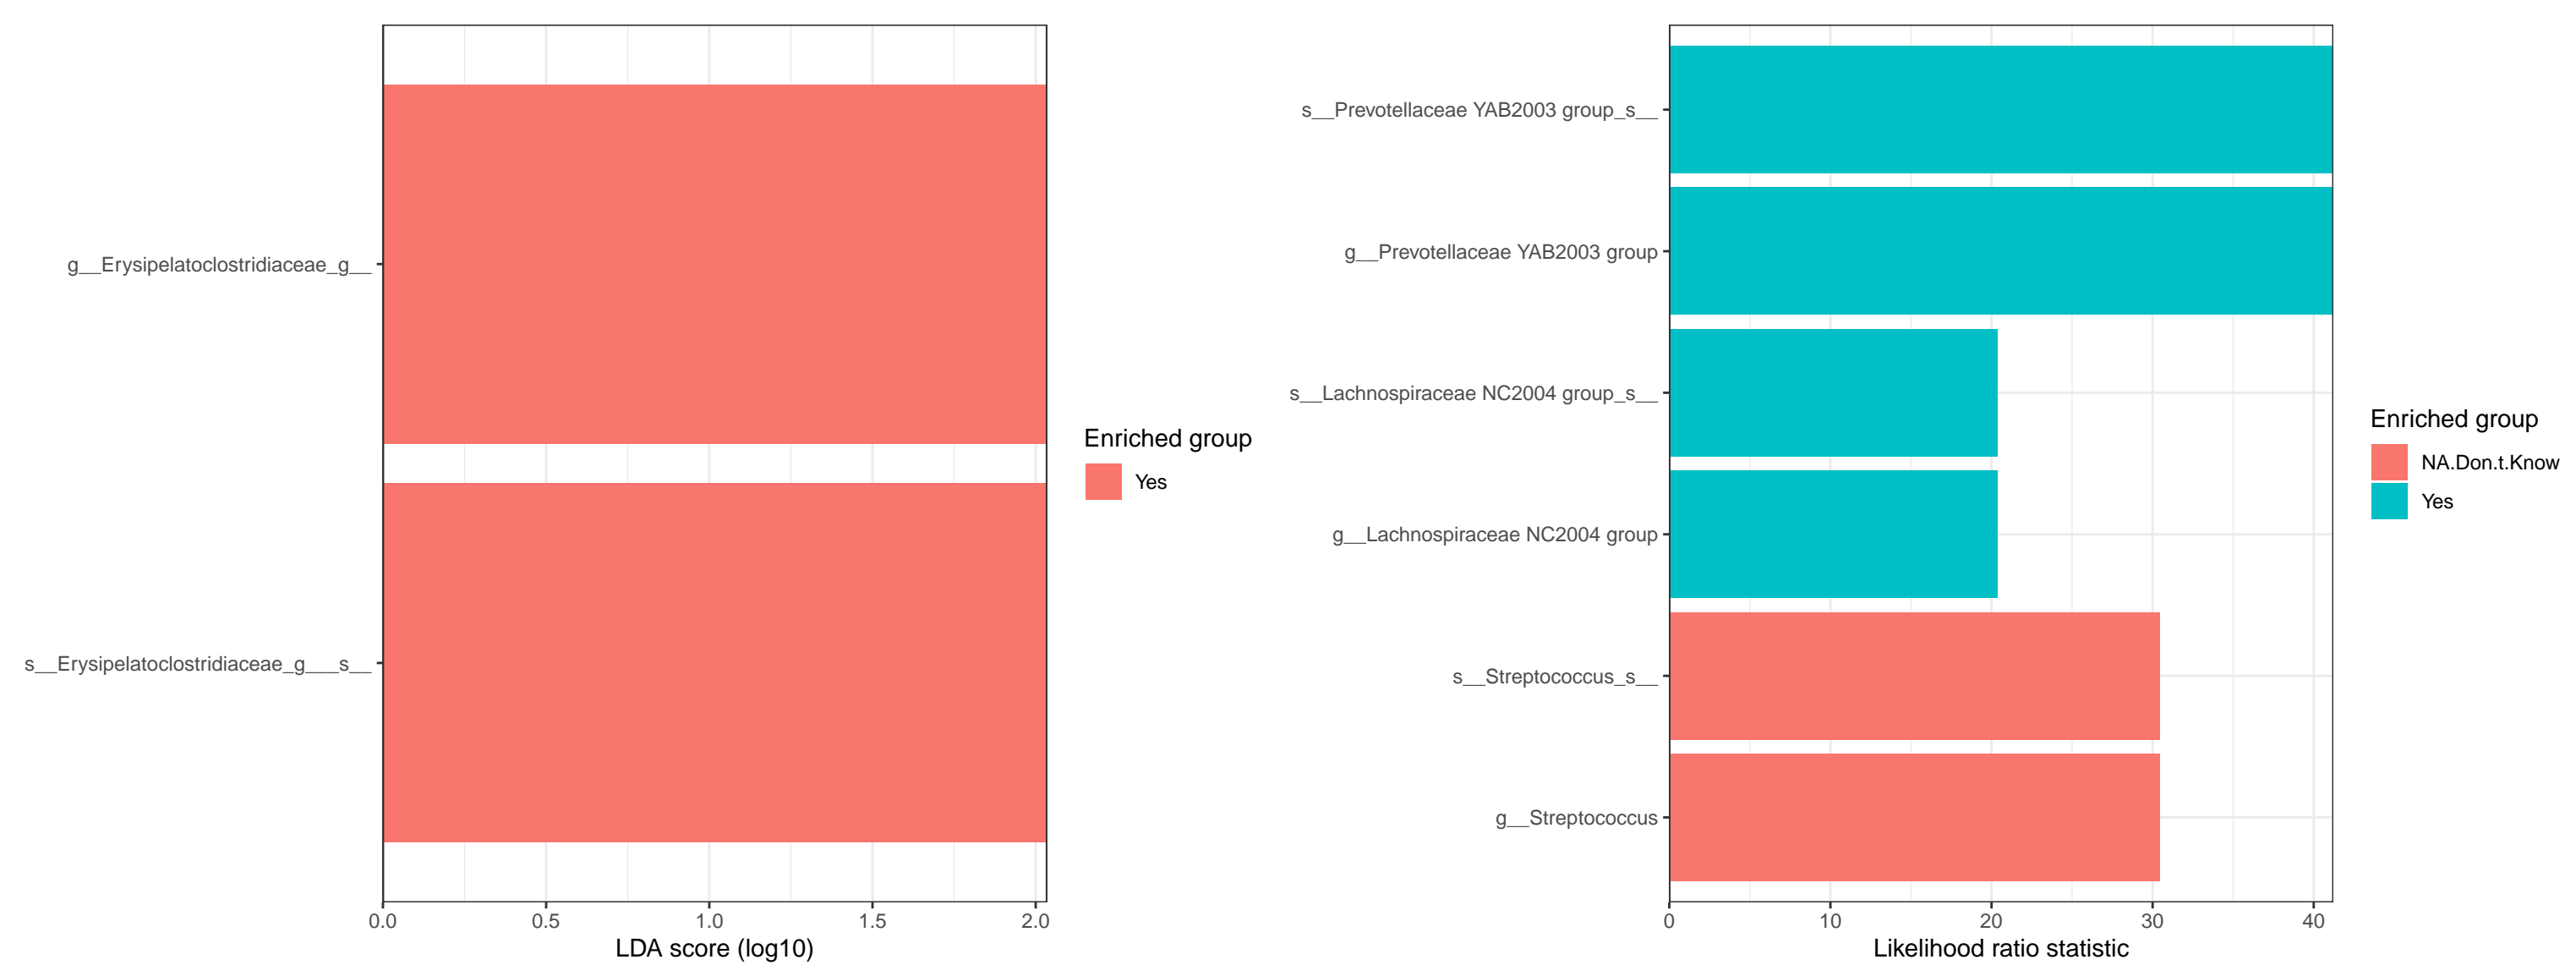 g__Erysipelatoclostridiaceae_g__
s__Erysipelatoclostridiaceae_g___s__
0.0 0.5 1.0 1.5 2.0
LDA score (log10)
Enriched group
Yes
s__Prevotellaceae YAB2003 group_s__
g__Prevotellaceae YAB2003 group
s__Lachnospiraceae NC2004 group_s__
g__Lachnospiraceae NC2004 group
s__Streptococcus_s__
g__Streptococcus
0 10 20 30 40
Likelihood ratio statistic
Enriched group
NA.Don.t.Know
Yes